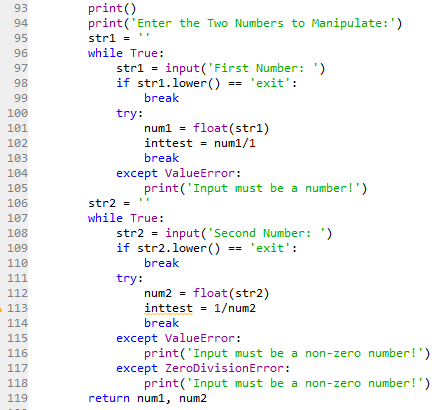 93 print()
94 print('Enter the Two Numbers to Manipulate:')
95 str1 = ''
96 while True:
97 str1 = input('First Number: ')
98 if str1.lower() == 'exit':
99 break
100 try:
101 num1 = float(str1)
102 inttest = num1/1
103 break
104 except ValueError:
105 print('Input must be a number!')
106 str2 = ''
107 while True:
108 str2 = input('Second Number: ')
109 if str2.lower() == 'exit':
110 break
111 try:
112 num2 = float(str2)
113 inttest = 1/num2
114 break
115 except ValueError:
116 print('Input must be a non-zero number!')
117 except ZeroDivisionError:
118 print('Input must be a non-zero number!')
119 return num1, num2